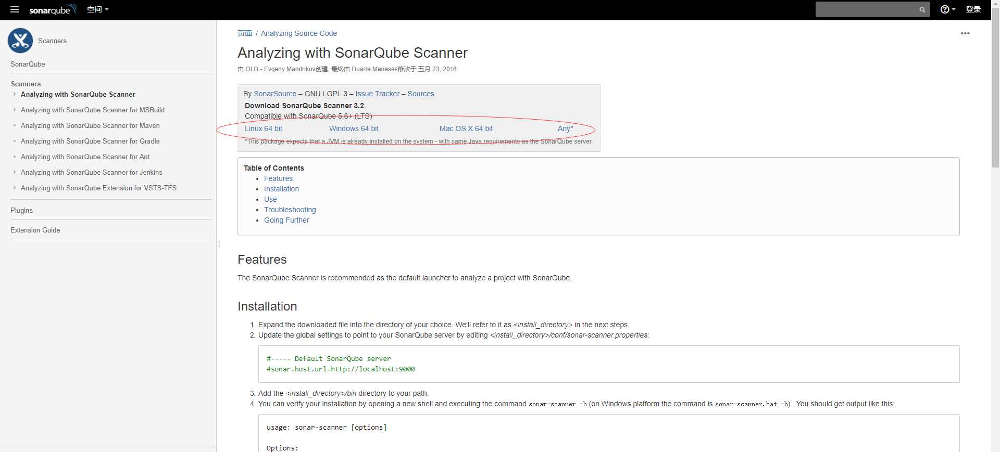 sonarqube 空间 登录
Scanners
SonarQube
Scanners
Analyzing with SonarQube Scanner
Analyzing with SonarQube Scanner for MSBuild
Analyzing with SonarQube Scanner for Maven
Analyzing with SonarQube Scanner for Gradle
Analyzing with SonarQube Scanner for Ant
Analyzing with SonarQube Scanner for Jenkins
Analyzing with SonarQube Extension for VSTS-TFS
Plugins
Extension Guide
页面 / Analyzing Source Code
Analyzing with SonarQube Scanner
由 OLD - Evgeny Mandrikov创建, 最终由 Duarte Meneses修改于 五月 23, 2018
By SonarSource – GNU LGPL 3 – Issue Tracker – Sources
Download SonarQube Scanner 3.2
Compatible with SonarQube 5.6+ (LTS)
Linux 64 bit Windows 64 bit Mac OS X 64 bit Any*
*This package expects that a JVM is already installed on the system - with same Java requirements as the SonarQube server.
Table of Contents
• Features
• Installation
• Use
• Troubleshooting
• Going Further
Features
The SonarQube Scanner is recommended as the default launcher to analyze a project with SonarQube.
Installation
1. Expand the downloaded file into the directory of your choice. We'll refer to it as <install_directory> in the next steps.
2. Update the global settings to point to your SonarQube server by editing <install_directory>/conf/sonar-scanner.properties:
#----- Default SonarQube server
#sonar.host.url=http://localhost:9000
3. Add the <install_directory>/bin directory to your path.
4. You can verify your installation by opening a new shell and executing the command sonar-scanner -h (on Windows platform the command is sonar-scanner.bat -h) . You should get output like this:
usage: sonar-scanner [options]
Options: